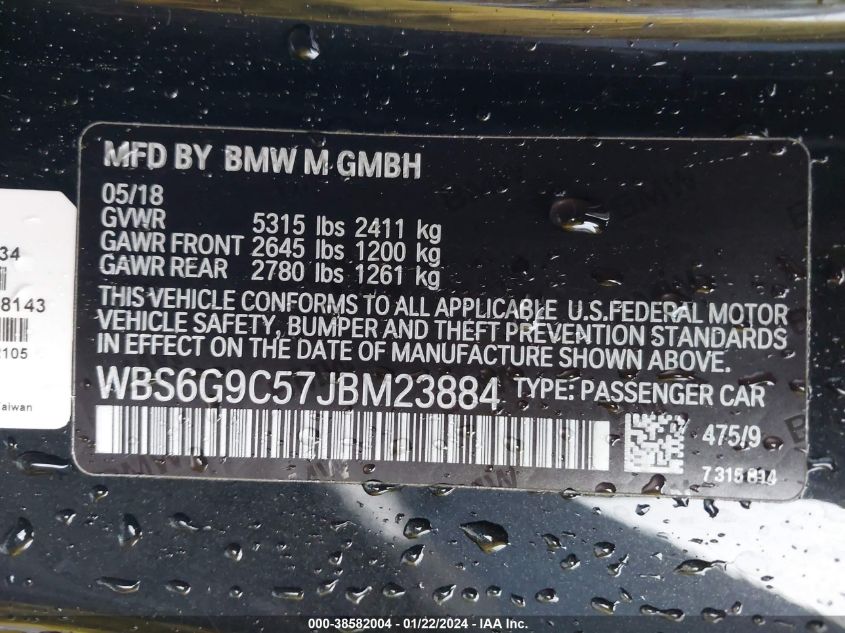 MFD BY BMW M GMBH
05/18
GVWR 5315 lbs 2411 kg
GAWR FRONT 2645 lbs 1200 kg
GAWR REAR 2780 lbs 1261 kg
THIS VEHICLE CONFORMS TO ALL APPLICABLE U.S.FEDERAL MOTOR
VEHICLE SAFETY, BUMPER AND THEFT PREVENTION STANDARDS
IN EFFECT ON THE DATE OF MANUFACTURE SHOWN ABOVE.
WBS6G9C57JBM23884 TYPE: PASSENGER CAR
475/9
7 315 814
34
8143
2105
Taiwan
000-38582004 - 01/22/2024 - IAA Inc.